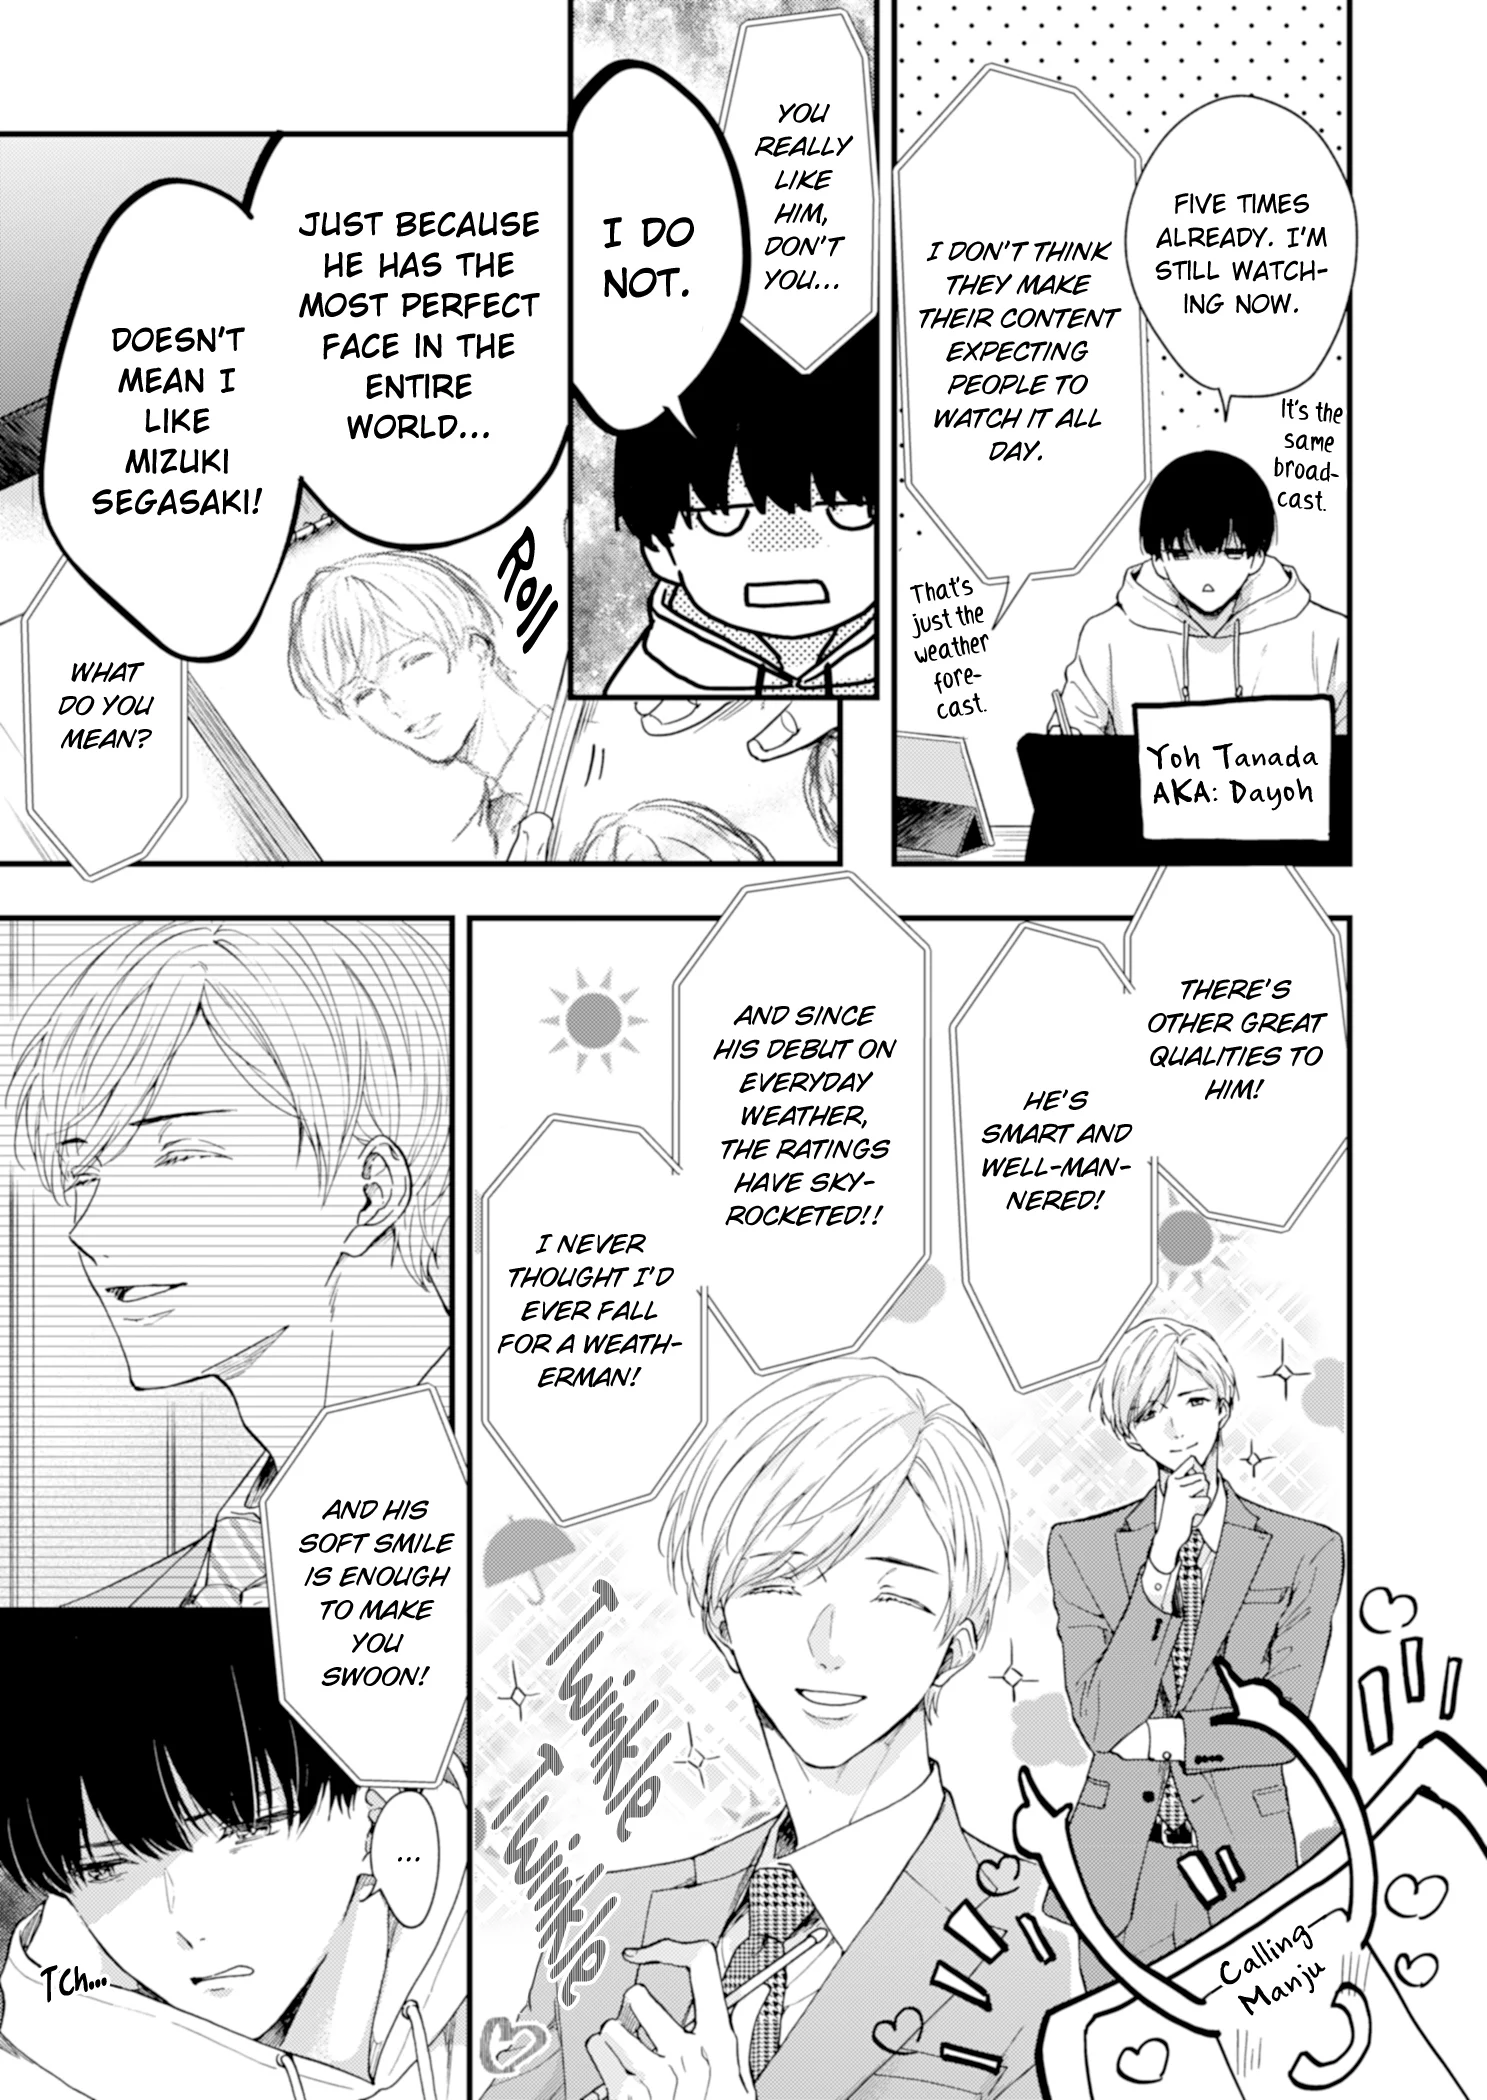 FIVE TIMES
ALREADY. I'M
STILL WATCH-
ING NOW.
It's the
same
broad-
cast.
I DON'T THINK
THEY MAKE
THEIR CONTENT
EXPECTING
PEOPLE TO
WATCH IT ALL
DAY.
That's
just the
weather
fore-
cast.
Yoh Tanada
AKA: Dayoh
YOU
REALLY
LIKE
HIM,
DON'T
YOU...
I DO
NOT.
JUST BECAUSE
HE HAS THE
MOST PERFECT
FACE IN THE
ENTIRE
WORLD...
DOESN'T
MEAN I
LIKE
MIZUKI
SEGASAKI!
Roll
WHAT
DO YOU
MEAN?
THERE'S
OTHER GREAT
QUALITIES TO
HIM!
HE'S
SMART AND
WELL-MAN-
NERED!
AND SINCE
HIS DEBUT ON
EVERYDAY
WEATHER,
THE RATINGS
HAVE SKY-
ROCKETED!!
I NEVER
THOUGHT I'D
EVER FALL
FOR A WEATH-
ERMAN!
Twinkle
Twinkle
Calling
Manju
AND HIS
SOFT SMILE
IS ENOUGH
TO MAKE
YOU
SWOON!
...
Tch...